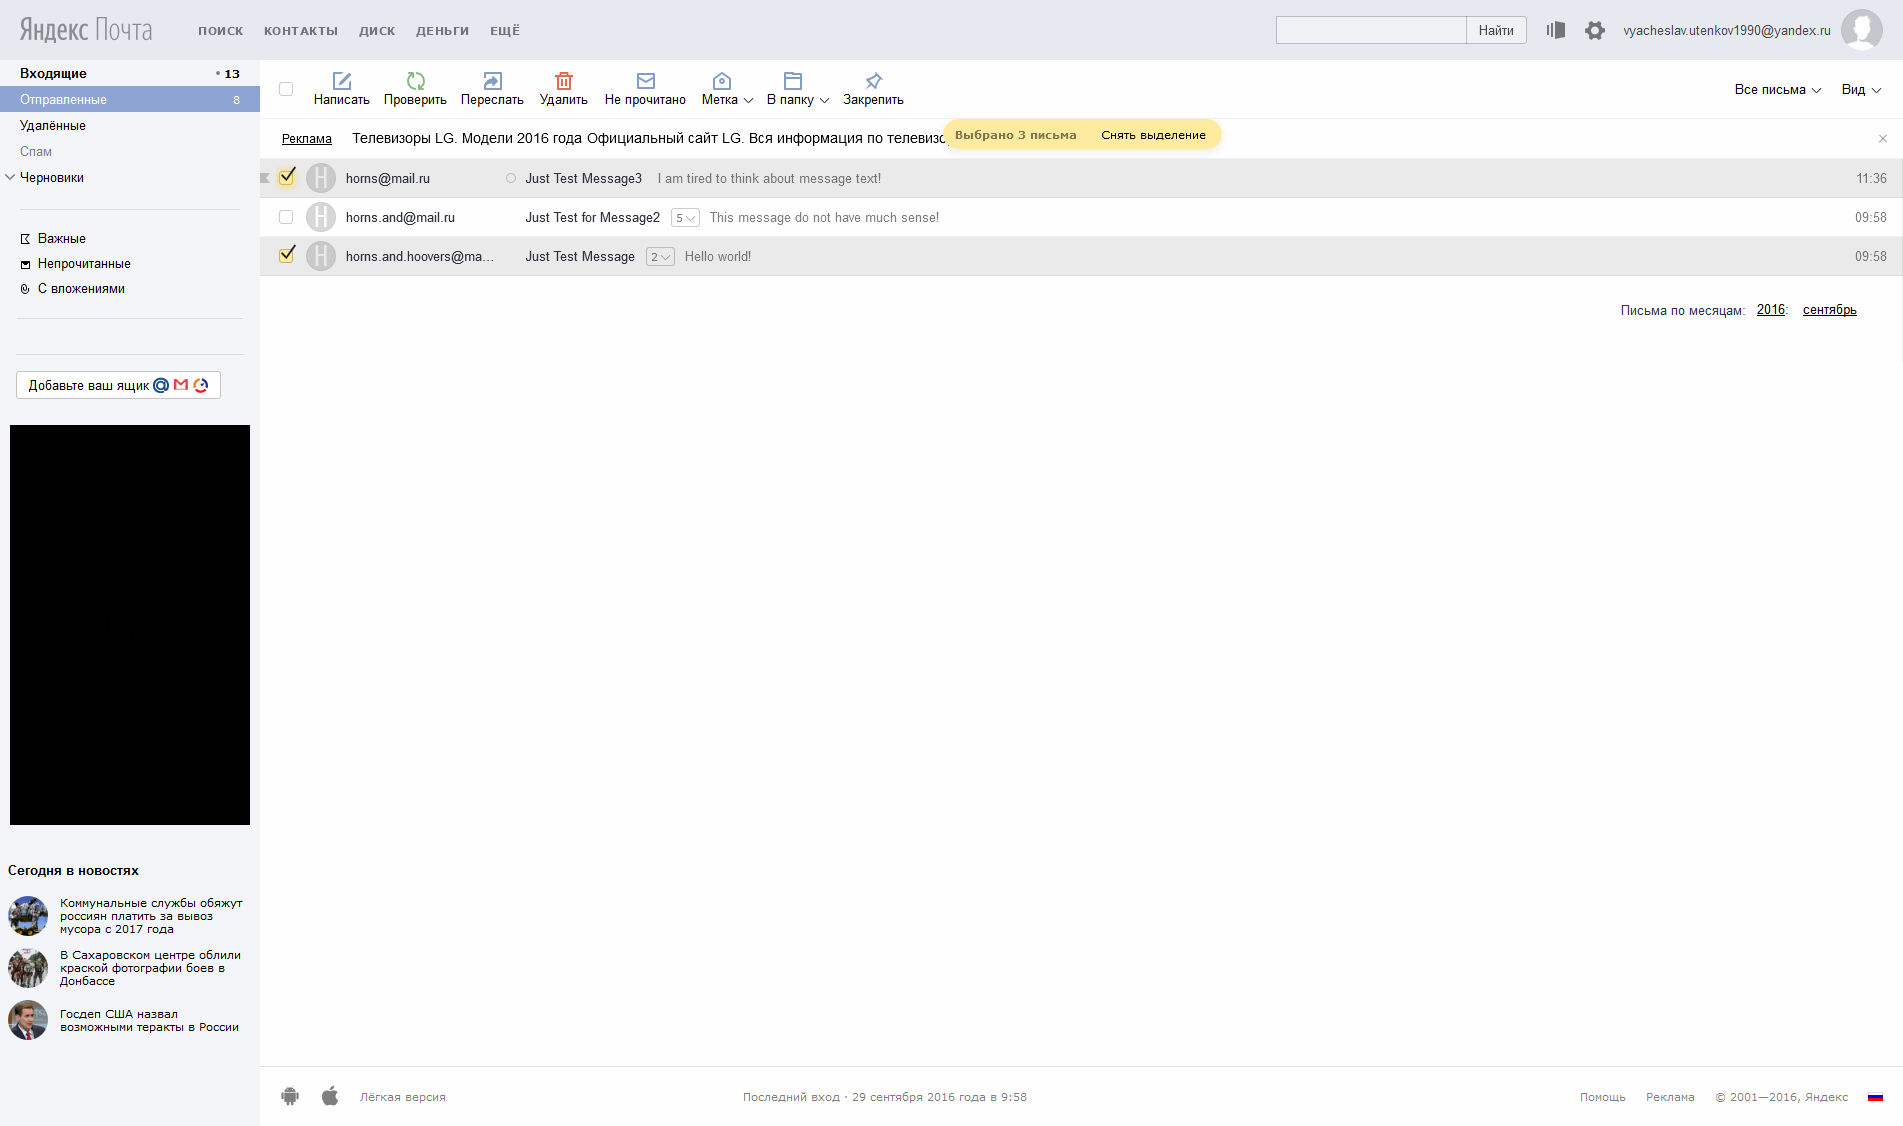 Яндекс Почта
ПОИСК КОНТАКТЫ ДИСК ДЕНЬГИ ЕЩЁ
Найти
vyacheslav.utenkov1990@yandex.ru
Входящие • 13
Отправленные 8
Удалённые
Спам
Черновики
Важные
Непрочитанные
С вложениями
Добавьте ваш ящик
Сегодня в новостях
Коммунальные службы обяжут
россиян платить за вывоз
мусора с 2017 года
В Сахаровском центре облили
краской фотографии боев в
Донбассе
Госдеп США назвал
возможными теракты в России
Написать Проверить Переслать Удалить Не прочитано Метка В папку Закрепить
Все письма Вид
Реклама Телевизоры LG. Модели 2016 года Официальный сайт LG. Вся информация по телевизо
Выбрано 3 письма Снять выделение
H horns@mail.ru Just Test Message3 I am tired to think about message text! 11:36
H horns.and@mail.ru Just Test for Message2 5 This message do not have much sense! 09:58
H horns.and.hoovers@ma... Just Test Message 2 Hello world! 09:58
Письма по месяцам: 2016: сентябрь
Лёгкая версия
Последний вход · 29 сентября 2016 года в 9:58
Помощь Реклама © 2001—2016, Яндекс